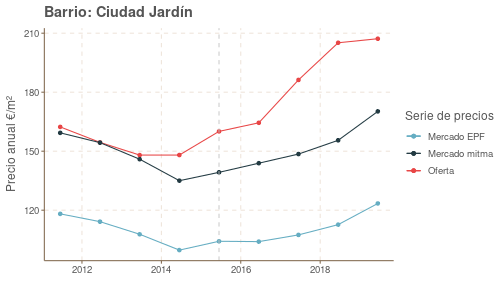 Barrio: Ciudad Jardín
Precio anual €/m²
210
180
150
120
2012
2014
2016
2018
Serie de precios
Mercado EPF
Mercado mitma
Oferta